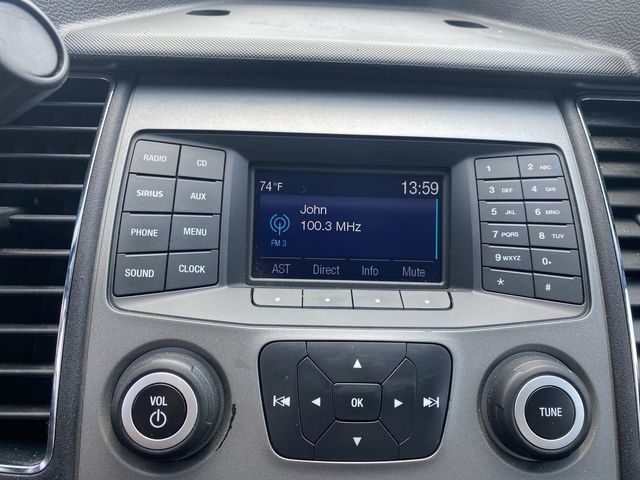 RADIO CD
SIRIUS AUX
PHONE MENU
SOUND CLOCK
74°F 13:59
John
100.3 MHz
FM 3
AST Direct Info Mute
1 2 ABC
3 DEF 4 GHI
5 JKL 6 MNO
7 PQRS 8 TUV
9 WXYZ 0 +
* #
VOL
OK
TUNE